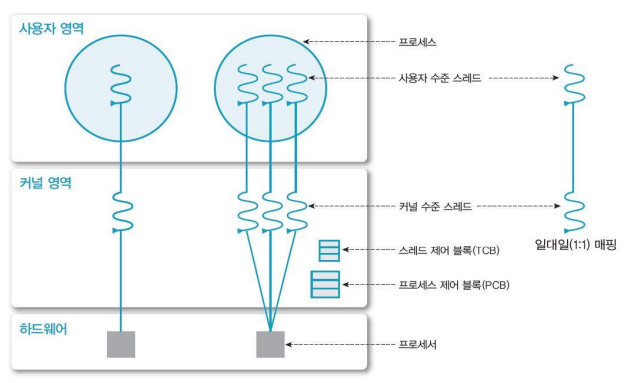 사용자 영역
프로세스
사용자 수준 스레드
커널 영역
커널 수준 스레드
일대일(1:1) 매핑
스레드 제어 블록(TCB)
프로세스 제어 블록(PCB)
하드웨어
프로세서